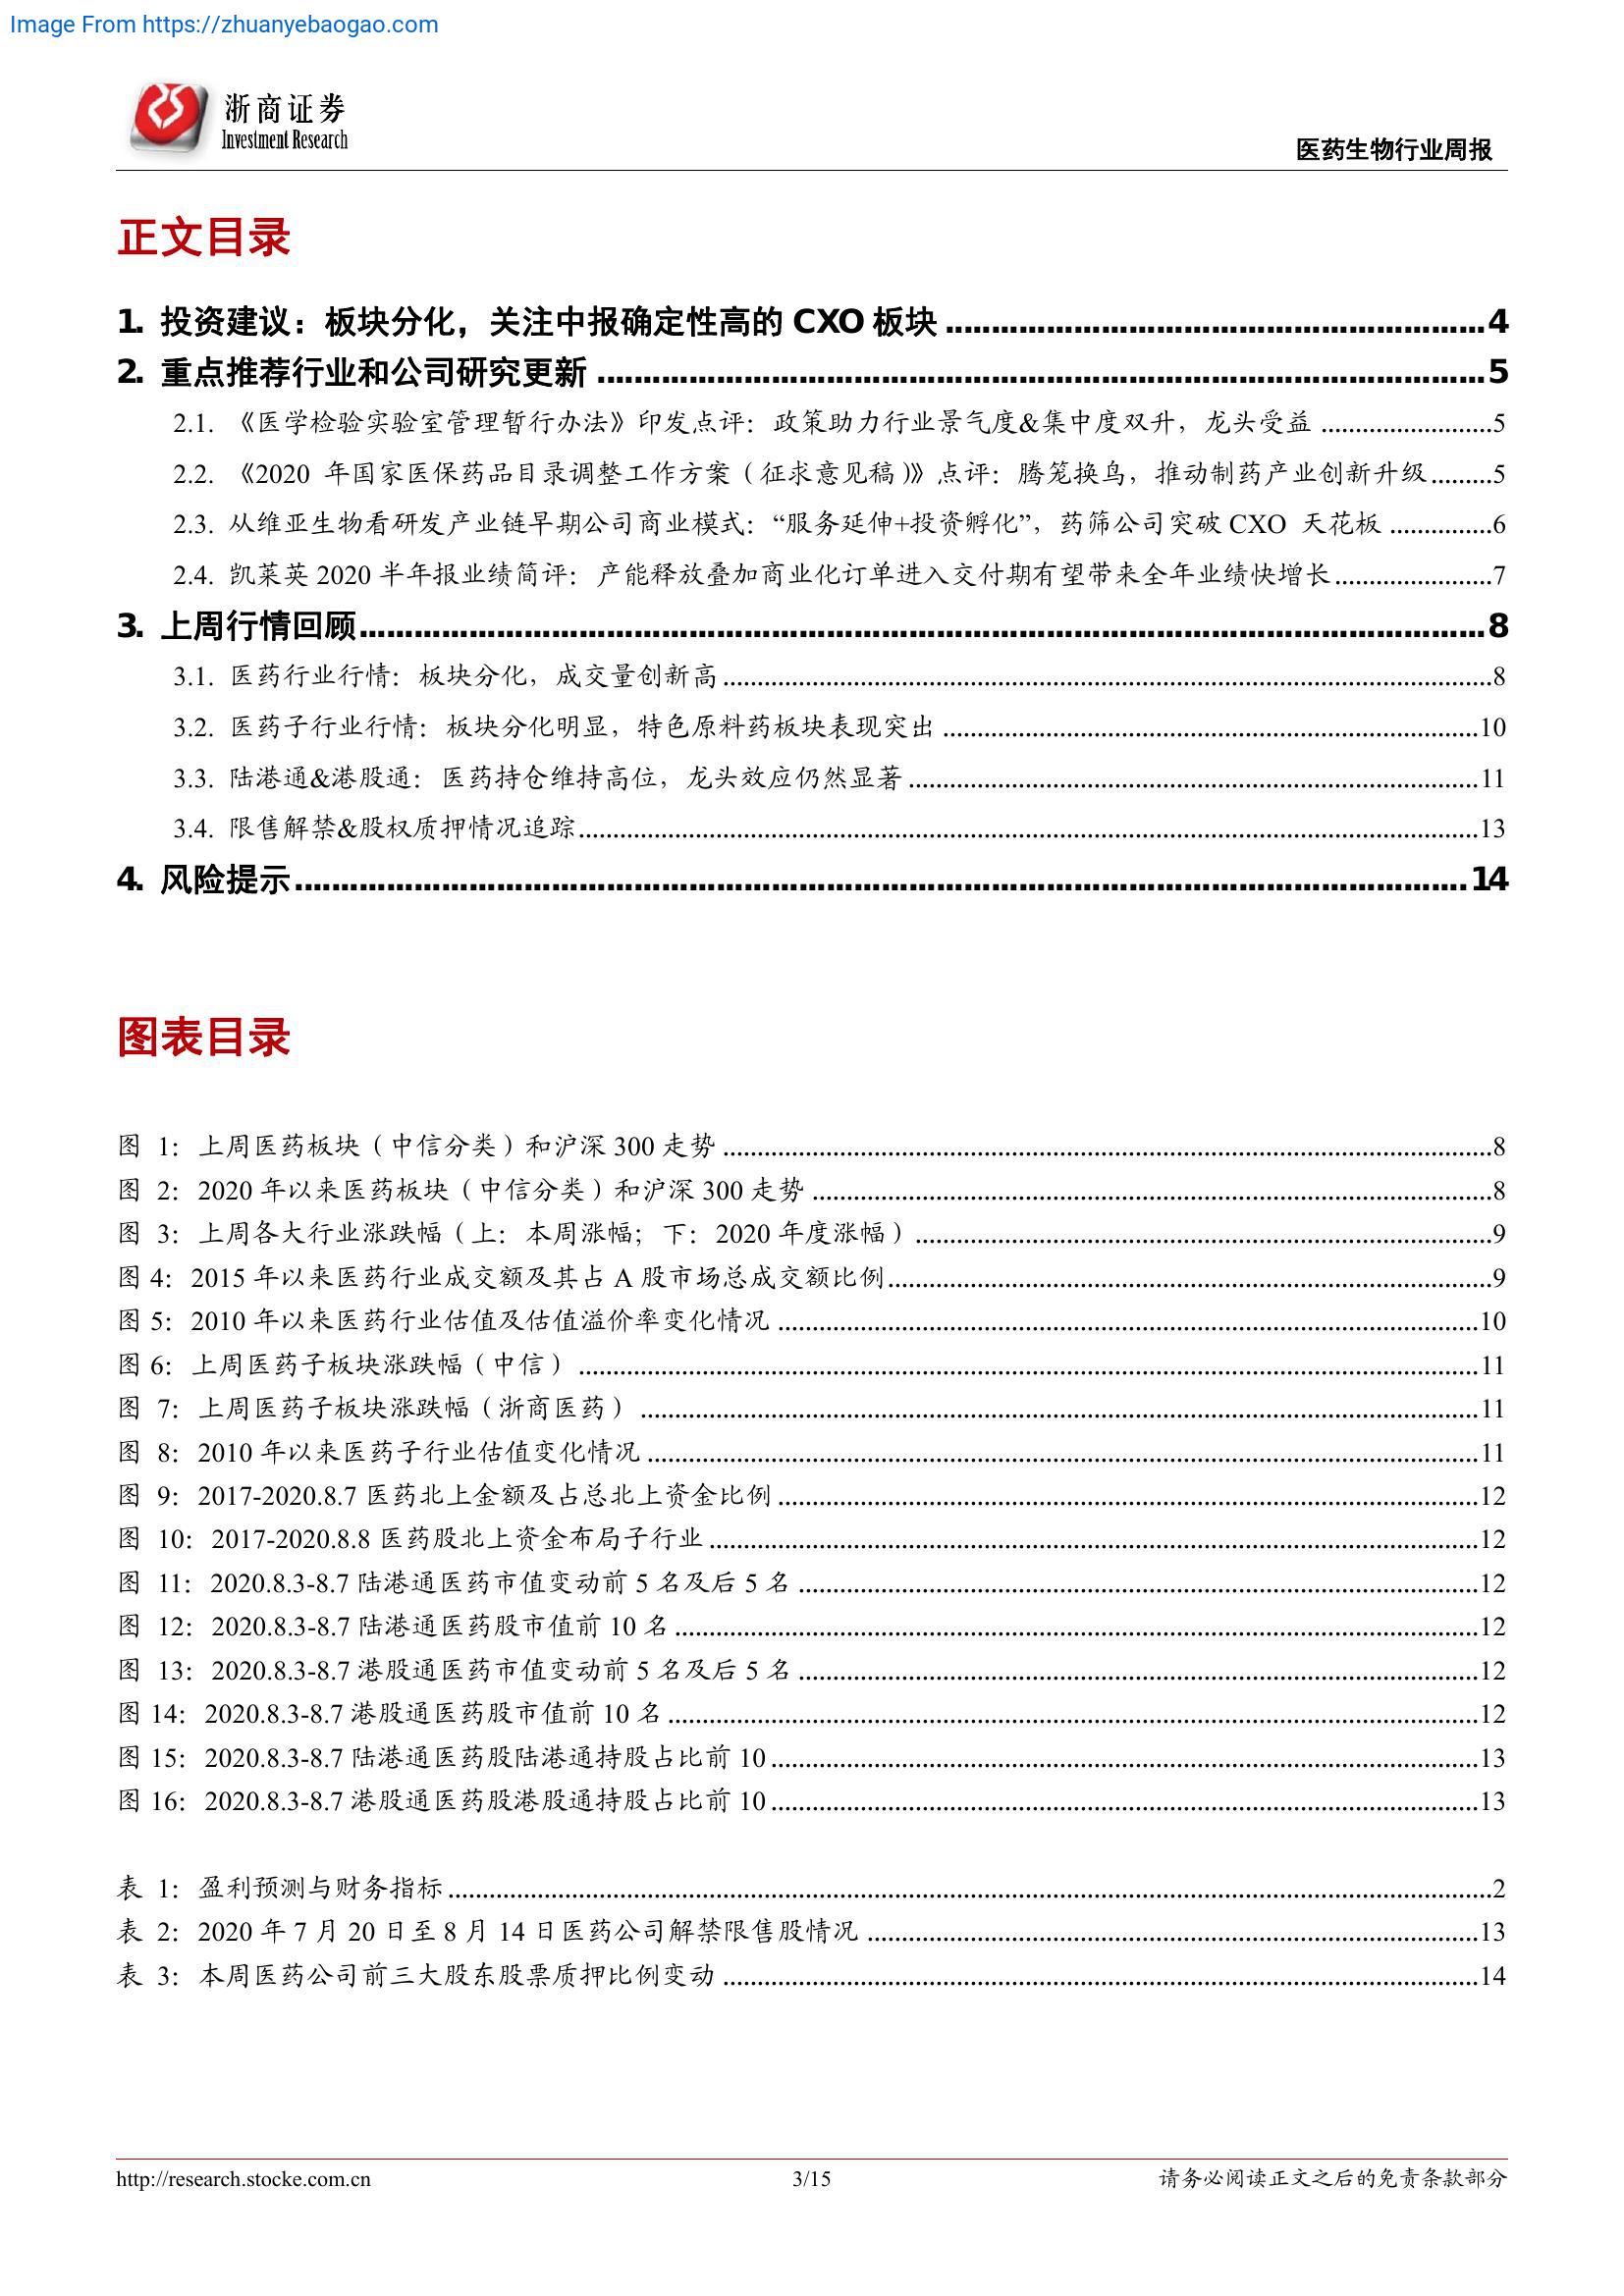 Image From https://zhuanyebaogao.com
浙商证券
Investment Research
医药生物行业周报
正文目录
1. 投资建议：板块分化，关注中报确定性高的 CXO 板块 ........................................................ 4
2. 重点推荐行业和公司研究更新 ........................................................ 5
2.1. 《医学检验实验室管理暂行办法》印发点评：政策助力行业景气度&集中度双升，龙头受益 ......................... 5
2.2. 《2020 年国家医保药品目录调整工作方案（征求意见稿）》点评：腾笼换鸟，推动制药产业创新升级 ......... 5
2.3. 从维亚生物看研发产业链早期公司商业模式：“服务延伸+投资孵化”，药筛公司突破 CXO 天花板 ............... 6
2.4. 凯莱英 2020 半年报业绩简评：产能释放叠加商业化订单进入交付期有望带来全年业绩快增长 ....................... 7
3. 上周行情回顾 ........................................................ 8
3.1. 医药行业行情：板块分化，成交量创新高 ........................................................ 8
3.2. 医药子行业行情：板块分化明显，特色原料药板块表现突出 ........................................................ 10
3.3. 陆港通&港股通：医药持仓维持高位，龙头效应仍然显著 ........................................................ 11
3.4. 限售解禁&股权质押情况追踪 ........................................................ 13
4. 风险提示 ........................................................ 14
图表目录
图 1：上周医药板块（中信分类）和沪深 300 走势 ........................................................ 8
图 2：2020 年以来医药板块（中信分类）和沪深 300 走势 ........................................................ 8
图 3：上周各大行业涨跌幅（上：本周涨幅；下：2020 年度涨幅） ........................................................ 9
图 4：2015 年以来医药行业成交额及其占 A 股市场总成交额比例 ........................................................ 9
图 5：2010 年以来医药行业估值及估值溢价率变化情况 ........................................................ 10
图 6：上周医药子板块涨跌幅（中信） ........................................................ 11
图 7：上周医药子板块涨跌幅（浙商医药） ........................................................ 11
图 8：2010 年以来医药子行业估值变化情况 ........................................................ 11
图 9：2017-2020.8.7 医药北上金额及占总北上资金比例 ........................................................ 12
图 10：2017-2020.8.8 医药股北上资金布局子行业 ........................................................ 12
图 11：2020.8.3-8.7 陆港通医药市值变动前 5 名及后 5 名 ........................................................ 12
图 12：2020.8.3-8.7 陆港通医药股市值前 10 名 ........................................................ 12
图 13：2020.8.3-8.7 港股通医药市值变动前 5 名及后 5 名 ........................................................ 12
图 14：2020.8.3-8.7 港股通医药股市值前 10 名 ........................................................ 12
图 15：2020.8.3-8.7 陆港通医药股陆港通持股占比前 10 ........................................................ 13
图 16：2020.8.3-8.7 港股通医药股港股通持股占比前 10 ........................................................ 13
表 1：盈利预测与财务指标 ........................................................ 2
表 2：2020 年 7 月 20 日至 8 月 14 日医药公司解禁限售股情况 ........................................................ 13
表 3：本周医药公司前三大股东股票质押比例变动 ........................................................ 14
http://research.stocke.com.cn
3/15
请务必阅读正文之后的免责条款部分